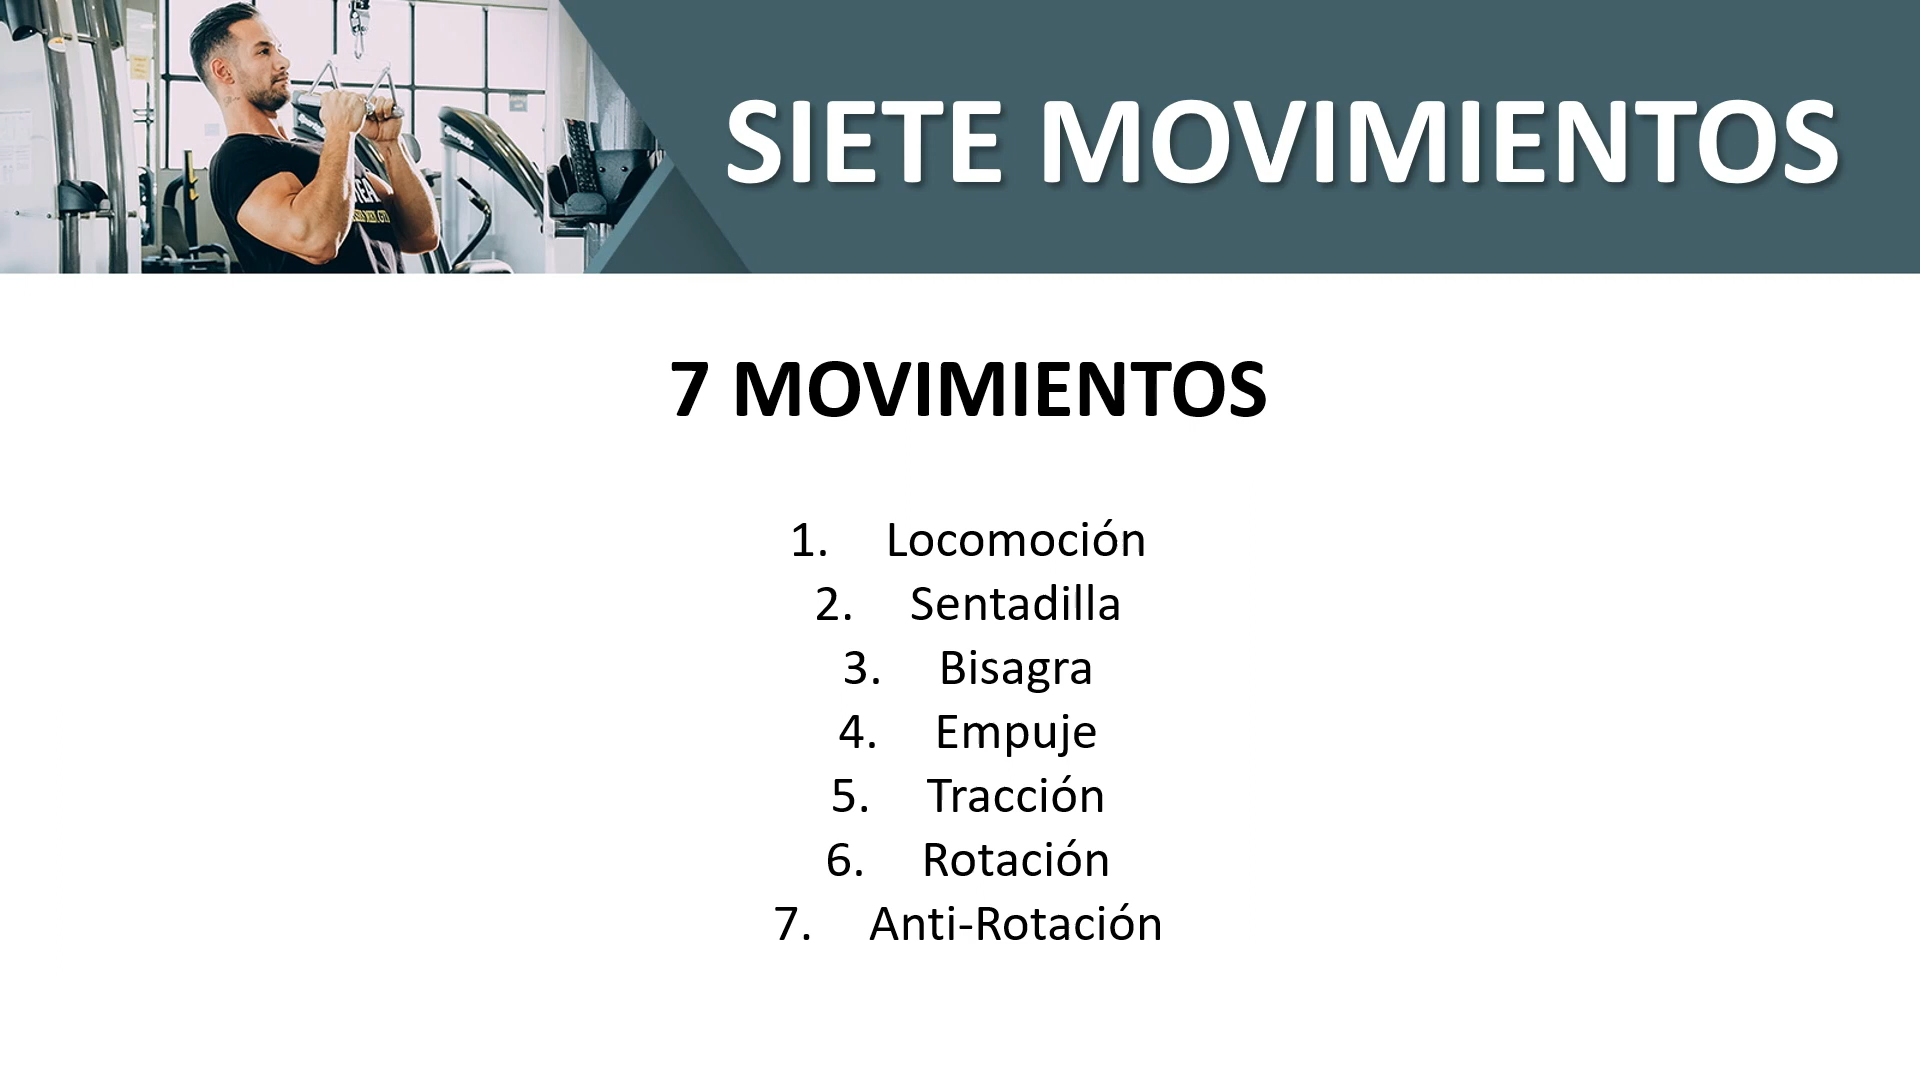 SIETE MOVIMIENTOS
7 MOVIMIENTOS
1. Locomoción
2. Sentadilla
3. Bisagra
4. Empuje
5. Tracción
6. Rotación
7. Anti-Rotación